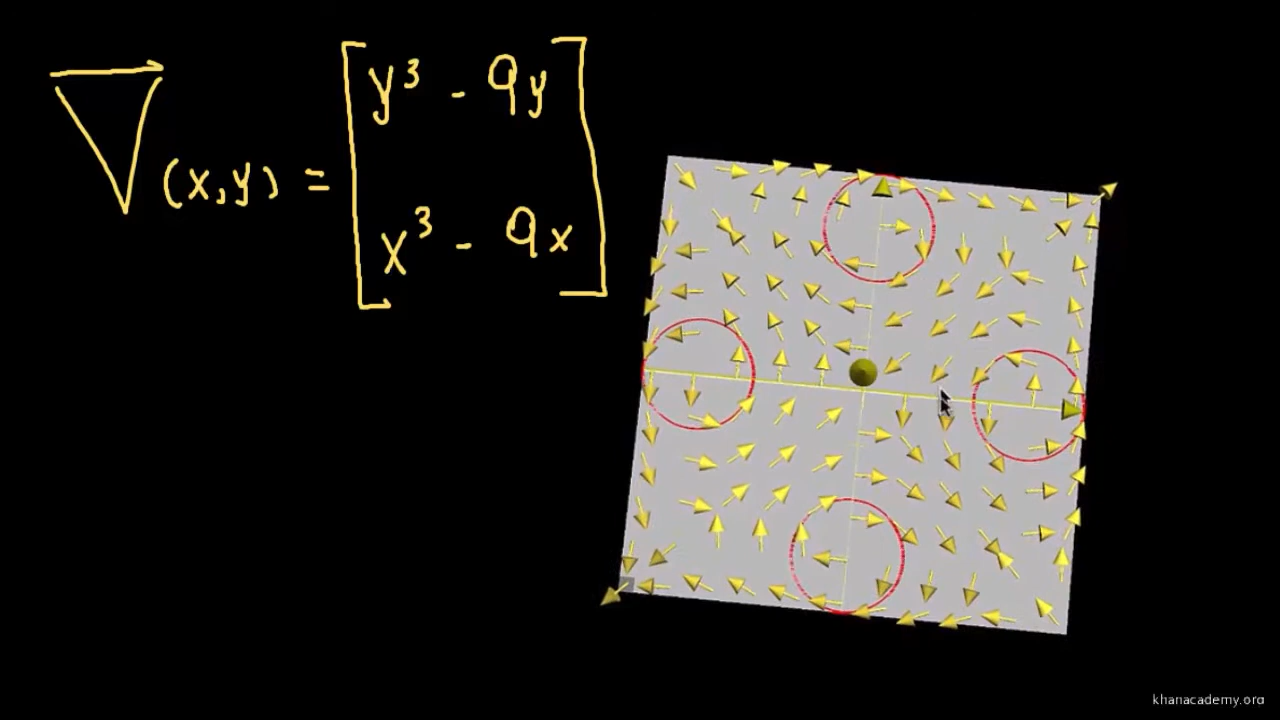 V⃗(x,y) = [ y³ - 9y
x³ - 9x ]
khanacademy.org